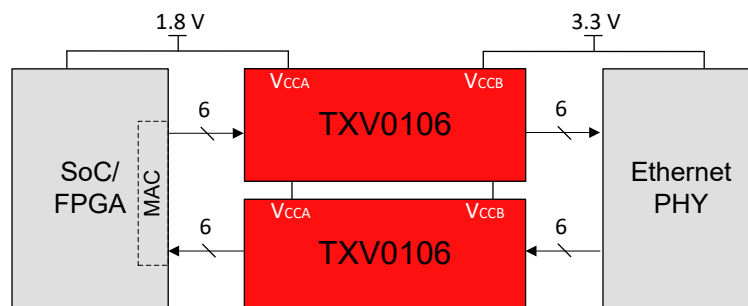 1.8 V
3.3 V
VCCA
VCCB
TXV0106
6
6
SoC/
FPGA
MAC
Ethernet
PHY
VCCA
VCCB
TXV0106
6
6